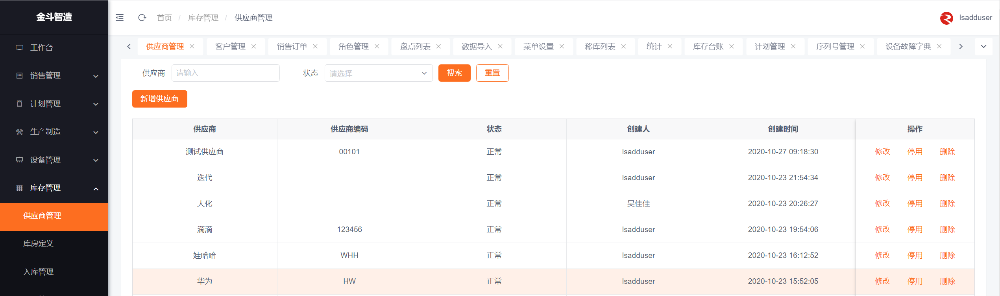 金斗智造
首页 / 库存管理 / 供应商管理
lsadduser
工作台
销售管理
计划管理
生产制造
设备管理
库存管理
供应商管理
库房定义
入库管理
供应商管理 客户管理 销售订单 角色管理 盘点列表 数据导入 菜单设置 移库列表 统计 库存台账 计划管理 序列号管理 设备故障字典
供应商 请输入 状态 请选择 搜索 重置
新增供应商
供应商 供应商编码 状态 创建人 创建时间 操作
测试供应商 00101 正常 lsadduser 2020-10-27 09:18:30 修改 停用 删除
迭代 正常 lsadduser 2020-10-23 21:54:34 修改 停用 删除
大化 正常 吴佳佳 2020-10-23 20:26:27 修改 停用 删除
滴滴 123456 正常 lsadduser 2020-10-23 19:54:06 修改 停用 删除
娃哈哈 WHH 正常 lsadduser 2020-10-23 16:12:52 修改 停用 删除
华为 HW 正常 lsadduser 2020-10-23 15:52:05 修改 停用 删除